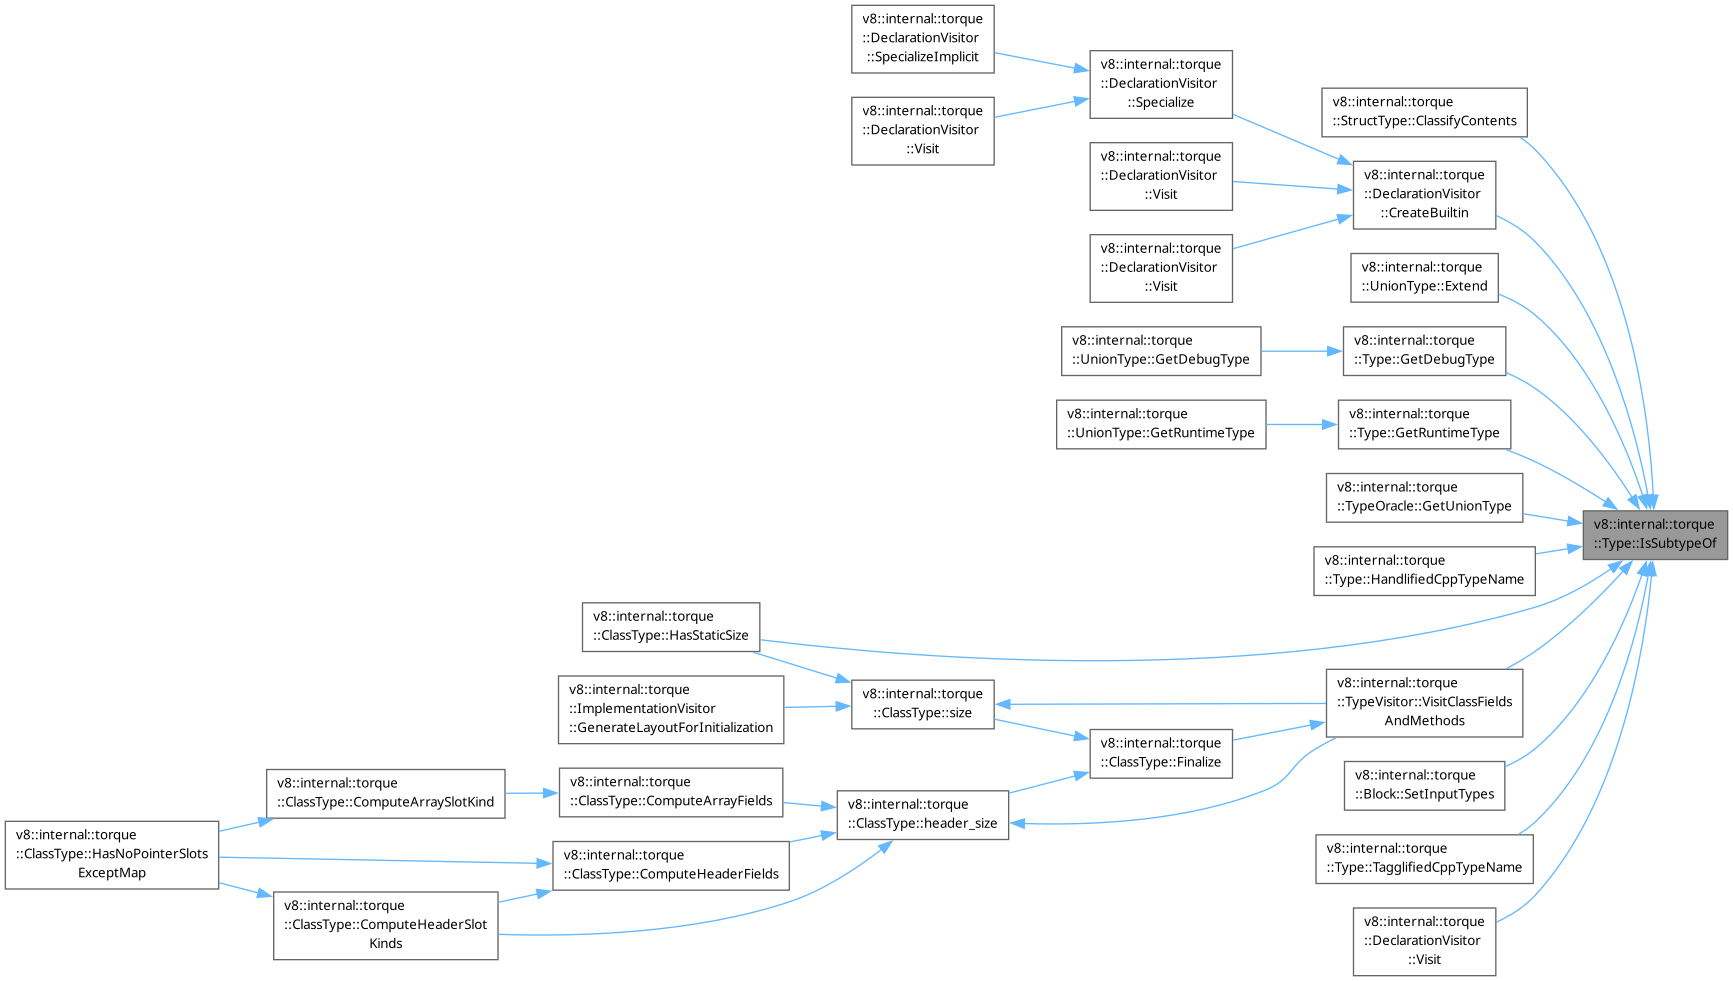 v8::internal::torque
::DeclarationVisitor
::SpecializeImplicit
v8::internal::torque
::DeclarationVisitor
::Visit
v8::internal::torque
::DeclarationVisitor
::Specialize
v8::internal::torque
::DeclarationVisitor
::Visit
v8::internal::torque
::DeclarationVisitor
::Visit
v8::internal::torque
::StructType::ClassifyContents
v8::internal::torque
::DeclarationVisitor
::CreateBuiltin
v8::internal::torque
::UnionType::Extend
v8::internal::torque
::UnionType::GetDebugType
v8::internal::torque
::Type::GetDebugType
v8::internal::torque
::UnionType::GetRuntimeType
v8::internal::torque
::Type::GetRuntimeType
v8::internal::torque
::TypeOracle::GetUnionType
v8::internal::torque
::Type::IsSubtypeOf
v8::internal::torque
::Type::HandlifiedCppTypeName
v8::internal::torque
::ClassType::HasStaticSize
v8::internal::torque
::ImplementationVisitor
::GenerateLayoutForInitialization
v8::internal::torque
::ClassType::size
v8::internal::torque
::TypeVisitor::VisitClassFields
AndMethods
v8::internal::torque
::ClassType::Finalize
v8::internal::torque
::Block::SetInputTypes
v8::internal::torque
::ClassType::ComputeArraySlotKind
v8::internal::torque
::ClassType::ComputeArrayFields
v8::internal::torque
::ClassType::header_size
v8::internal::torque
::ClassType::HasNoPointerSlots
ExceptMap
v8::internal::torque
::ClassType::ComputeHeaderFields
v8::internal::torque
::Type::TagglifiedCppTypeName
v8::internal::torque
::ClassType::ComputeHeaderSlot
Kinds
v8::internal::torque
::DeclarationVisitor
::Visit